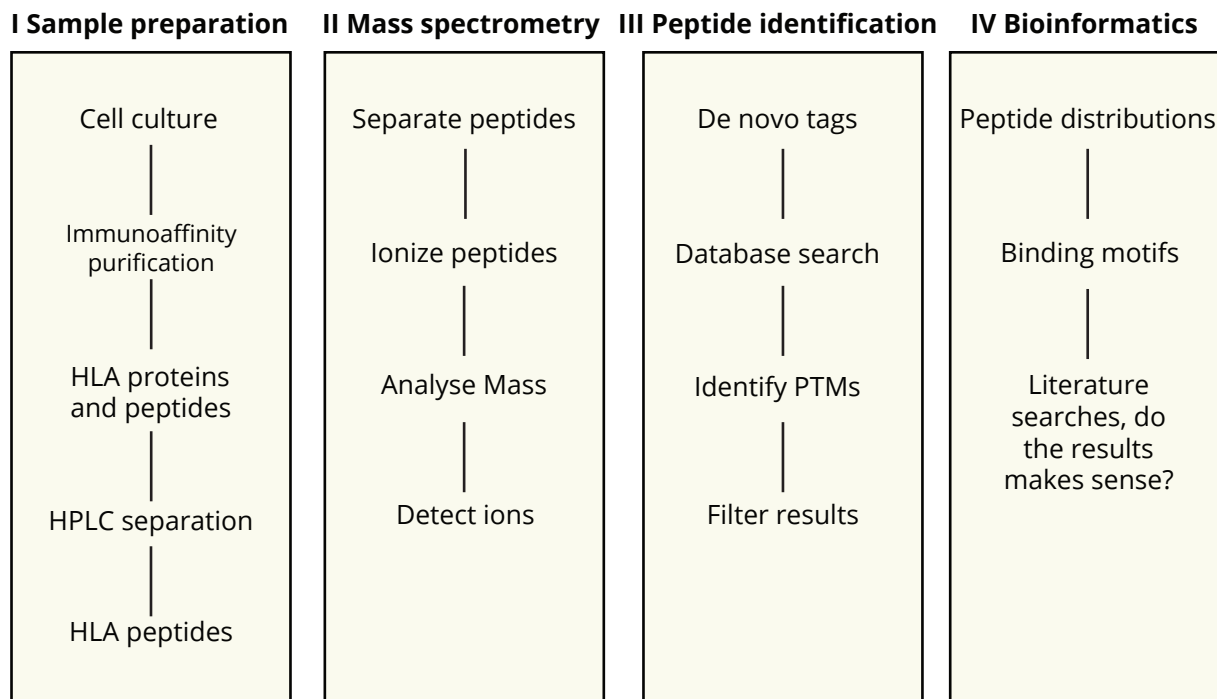 I Sample preparation
Cell culture
Immunoaffinity
purification
HLA proteins
and peptides
HPLC separation
HLA peptides
II Mass spectrometry
Separate peptides
Ionize peptides
Analyse Mass
Detect ions
III Peptide identification
De novo tags
Database search
Identify PTMs
Filter results
IV Bioinformatics
Peptide distributions
Binding motifs
Literature
searches, do
the results
makes sense?